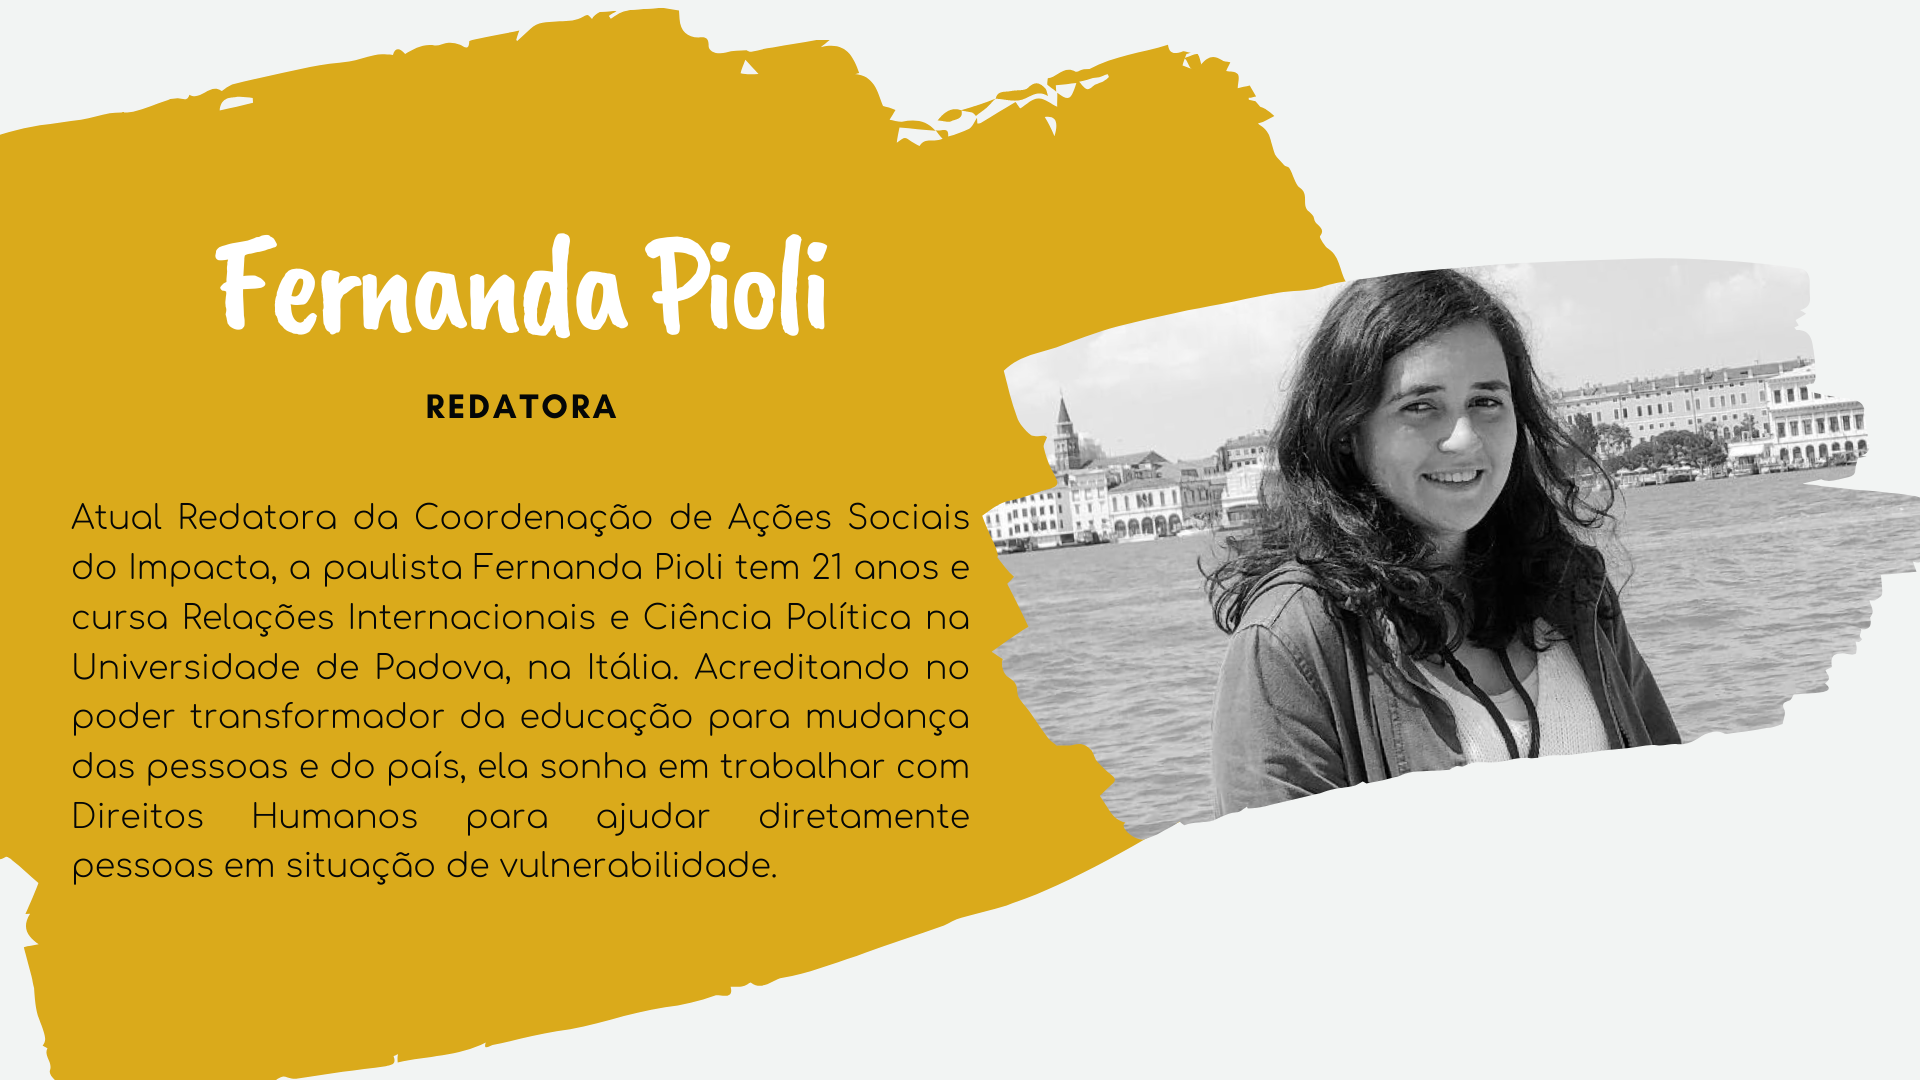 Fernanda Pioli
REDATORA
Atual Redatora da Coordenação de Ações Sociais
do Impacta, a paulista Fernanda Pioli tem 21 anos e
cursa Relações Internacionais e Ciência Política na
Universidade de Padova, na Itália. Acreditando no
poder transformador da educação para mudança
das pessoas e do país, ela sonha em trabalhar com
Direitos Humanos para ajudar diretamente
pessoas em situação de vulnerabilidade.